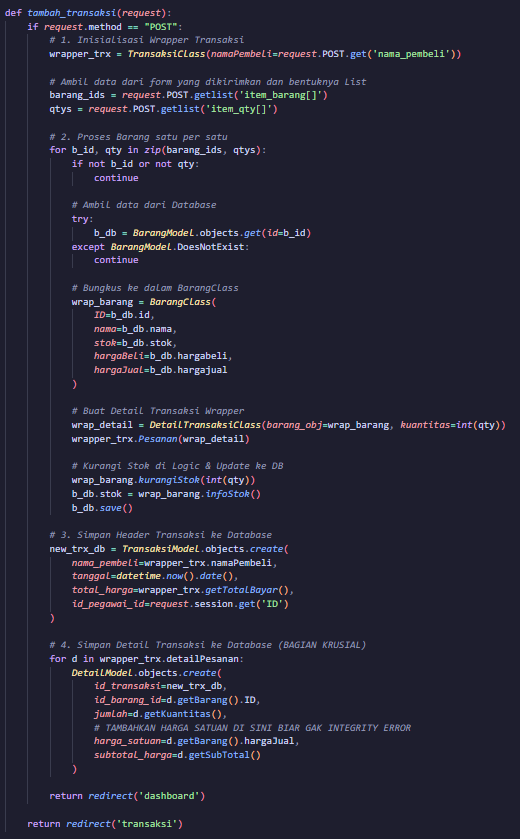 def tambah_transaksi(request):
    if request.method == "POST":
        # 1. Inisialisasi Wrapper Transaksi
        wrapper_trx = TransaksiClass(namaPembeli=request.POST.get('nama_pembeli'))

        # Ambil data dari form yang dikirimkan dan bentuknya List
        barang_ids = request.POST.getlist('item_barang[]')
        qtys = request.POST.getlist('item_qty[]')

        # 2. Proses Barang satu per satu
        for b_id, qty in zip(barang_ids, qtys):
            if not b_id or not qty:
                continue

            # Ambil data dari Database
            try:
                b_db = BarangModel.objects.get(id=b_id)
            except BarangModel.DoesNotExist:
                continue

            # Bungkus ke dalam BarangClass
            wrap_barang = BarangClass(
                ID=b_db.id,
                nama=b_db.nama,
                stok=b_db.stok,
                hargaBeli=b_db.hargabeli,
                hargaJual=b_db.hargajual
            )

            # Buat Detail Transaksi Wrapper
            wrap_detail = DetailTransaksiClass(barang_obj=wrap_barang, kuantitas=int(qty))
            wrapper_trx.Pesanan(wrap_detail)

            # Kurangi Stok di Logic & Update ke DB
            wrap_barang.kurangiStok(int(qty))
            b_db.stok = wrap_barang.infoStok()
            b_db.save()

        # 3. Simpan Header Transaksi ke Database
        new_trx_db = TransaksiModel.objects.create(
            nama_pembeli=wrapper_trx.namaPembeli,
            tanggal=datetime.now().date(),
            total_harga=wrapper_trx.getTotalBayar(),
            id_pegawai_id=request.session.get('ID')
        )

        # 4. Simpan Detail Transaksi ke Database (BAGIAN KRUSIAL)
        for d in wrapper_trx.detailPesanan:
            DetailModel.objects.create(
                id_transaksi=new_trx_db,
                id_barang_id=d.getBarang().ID,
                jumlah=d.getKuantitas(),
                # TAMBAHKAN HARGA SATUAN DI SINI BIAR GAK INTEGRITY ERROR
                harga_satuan=d.getBarang().hargaJual,
                subtotal_harga=d.getSubTotal()
            )

        return redirect('dashboard')

    return redirect('transaksi')